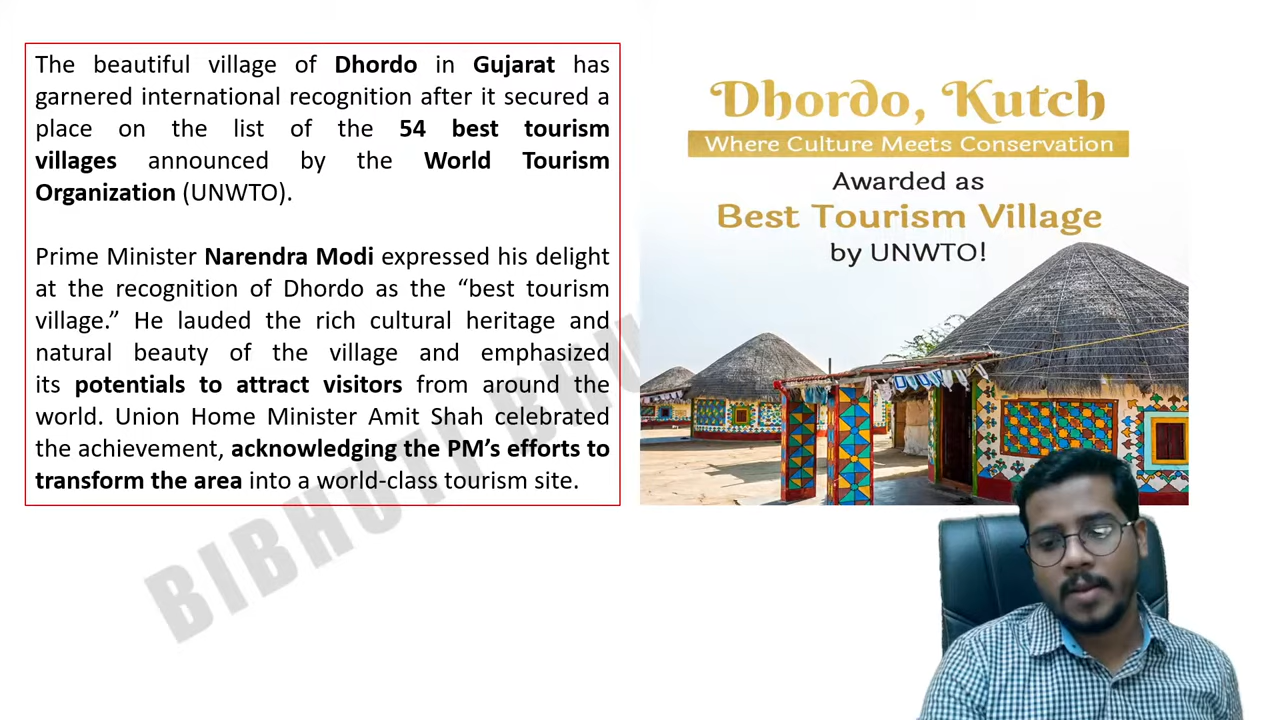 The beautiful village of Dhordo in Gujarat has
garnered international recognition after it secured a
place on the list of the 54 best tourism
villages announced by the World Tourism
Organization (UNWTO).
Prime Minister Narendra Modi expressed his delight
at the recognition of Dhordo as the “best tourism
village.” He lauded the rich cultural heritage and
natural beauty of the village and emphasized
its potentials to attract visitors from around the
world. Union Home Minister Amit Shah celebrated
the achievement, acknowledging the PM’s efforts to
transform the area into a world-class tourism site.
Dhordo, Kutch
Where Culture Meets Conservation
Awarded as
Best Tourism Village
by UNWTO!
BIBHUTI BHU